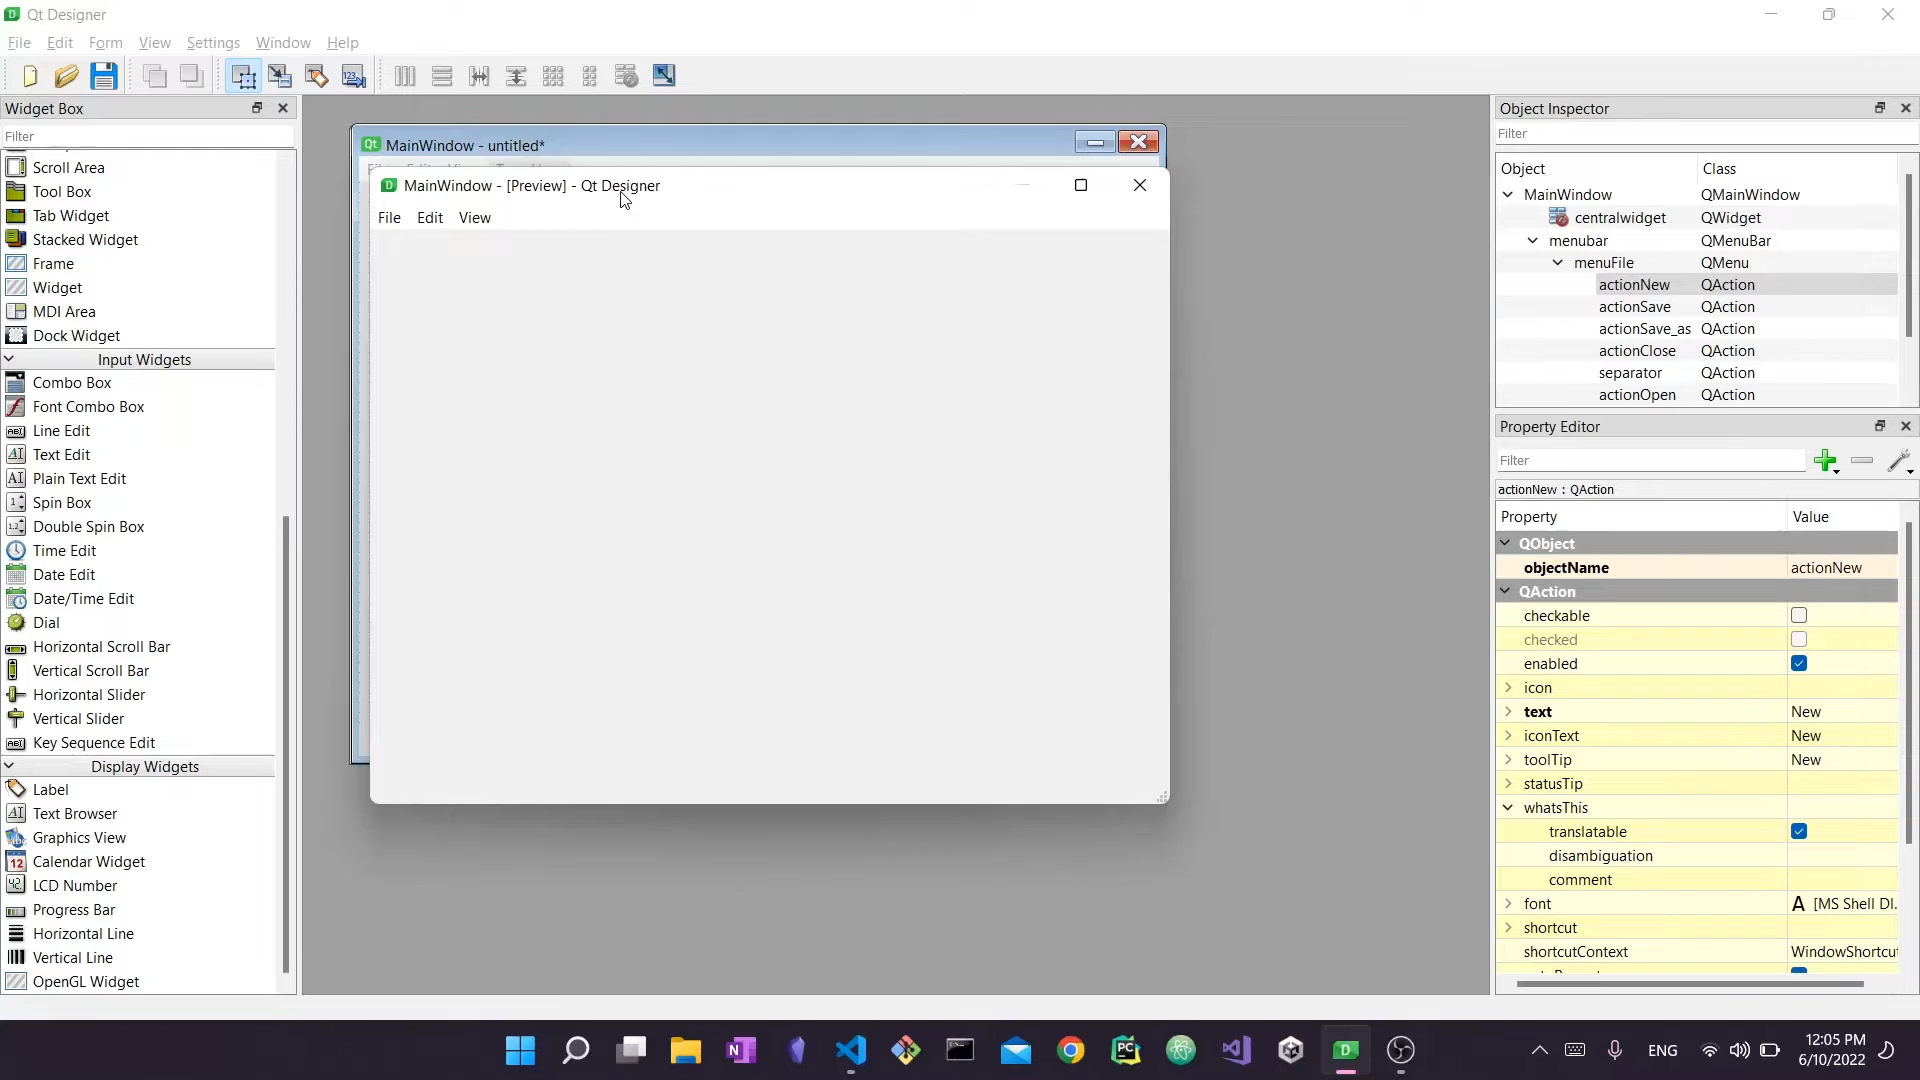 Qt Designer
File Edit Form View Settings Window Help
Widget Box
Filter
Scroll Area
Tool Box
Tab Widget
Stacked Widget
Frame
Widget
MDI Area
Dock Widget
Input Widgets
Combo Box
Font Combo Box
Line Edit
Text Edit
Plain Text Edit
Spin Box
Double Spin Box
Time Edit
Date Edit
Date/Time Edit
Dial
Horizontal Scroll Bar
Vertical Scroll Bar
Horizontal Slider
Vertical Slider
Key Sequence Edit
Display Widgets
Label
Text Browser
Graphics View
Calendar Widget
LCD Number
Progress Bar
Horizontal Line
Vertical Line
OpenGL Widget
MainWindow - untitled*
MainWindow - [Preview] - Qt Designer
File Edit View
Object Inspector
Filter
Object Class
MainWindow QMainWindow
centralwidget QWidget
menubar QMenuBar
menuFile QMenu
actionNew QAction
actionSave QAction
actionSave_as QAction
actionClose QAction
separator QAction
actionOpen QAction
Property Editor
Filter
actionNew : QAction
Property Value
QObject
objectName actionNew
QAction
checkable
checked
enabled
icon
text New
iconText New
toolTip New
statusTip
whatsThis
translatable
disambiguation
comment
font A [MS Shell Dl.
shortcut
shortcutContext WindowShortcu
ENG
12:05 PM
6/10/2022